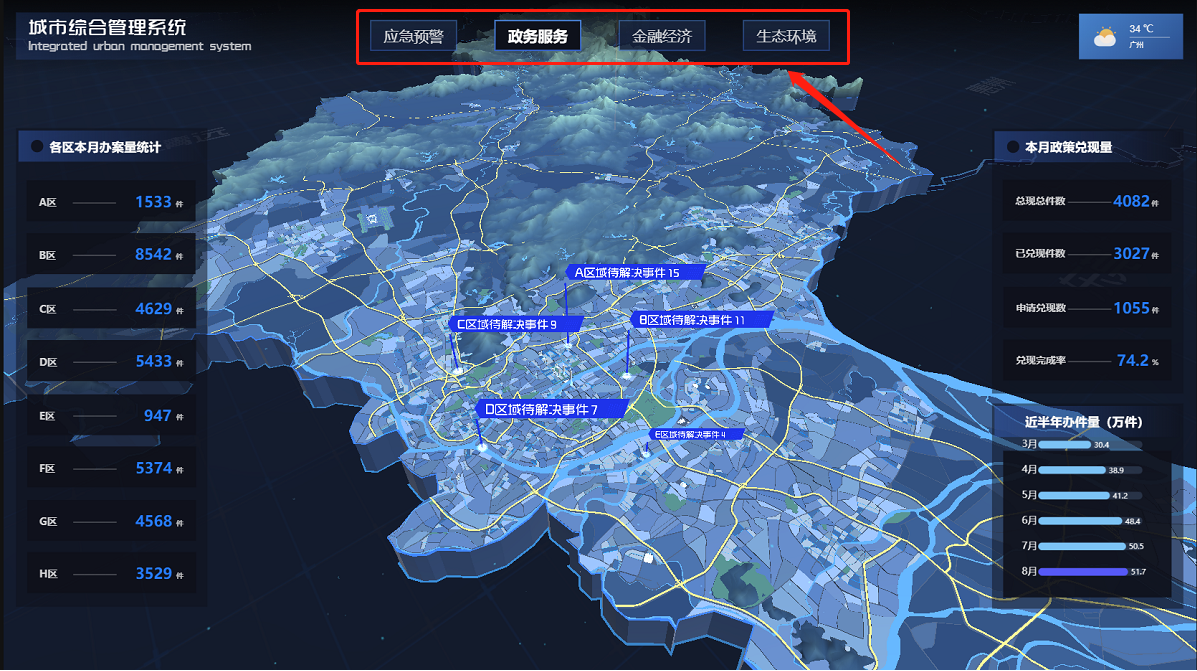 城市综合管理系统
Integrated urban management system
应急预警
政务服务
金融经济
生态环境
34 ℃
广州
各区本月办案量统计
A区 1533 件
B区 8542 件
C区 4629 件
D区 5433 件
E区 947 件
F区 5374 件
G区 4568 件
H区 3529 件
A区域待解决事件 15
B区域待解决事件 11
C区域待解决事件 9
D区域待解决事件 7
E区域待解决事件 4
本月政策兑现量
总现总件数 4082 件
已兑现件数 3027 件
申请兑现数 1055 件
兑现完成率 74.2 %
近半年办件量（万件）
3月 30.4
4月 38.9
5月 41.2
6月 48.4
7月 50.5
8月 51.7